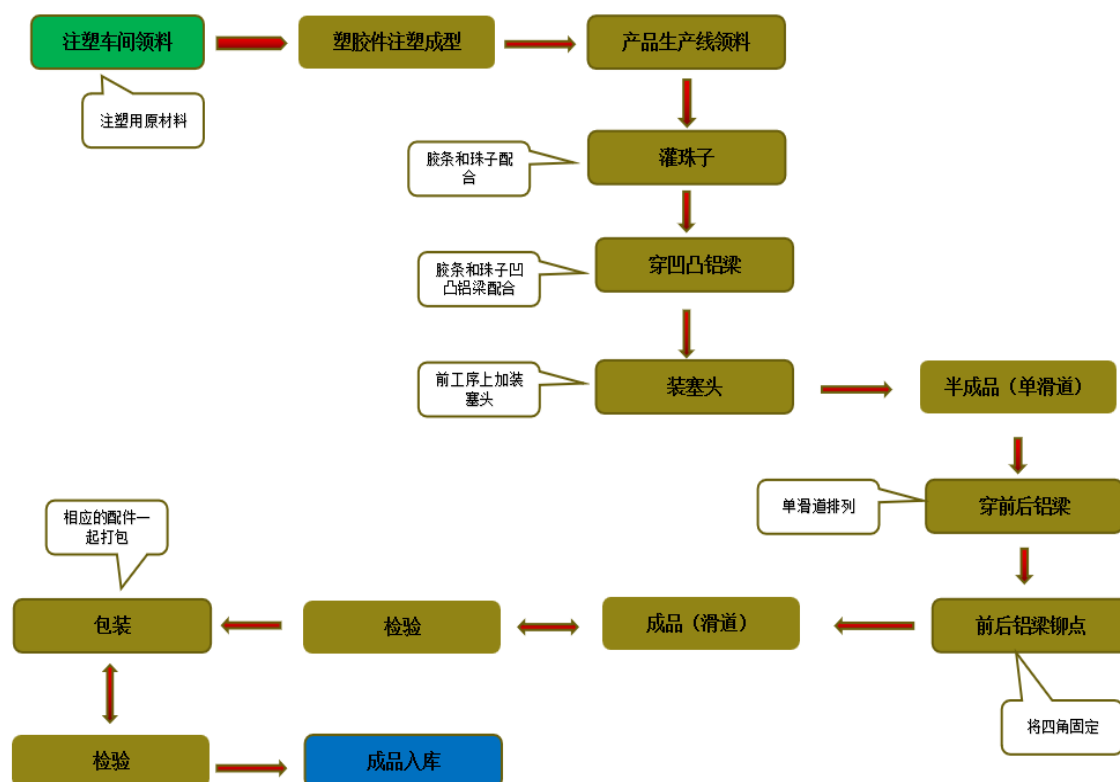 注塑车间领料
塑胶件注塑成型
产品生产线领料
注塑用原材料
胶条和珠子配
合
灌珠子
胶条和珠子凹
凸铝梁配合
穿凹凸铝梁
前工序上加装
塞头
装塞头
半成品（单滑道）
单滑道排列
穿前后铝梁
相应的配件一
起打包
包装
检验
成品（滑道）
前后铝梁铆点
将四角固定
检验
成品入库